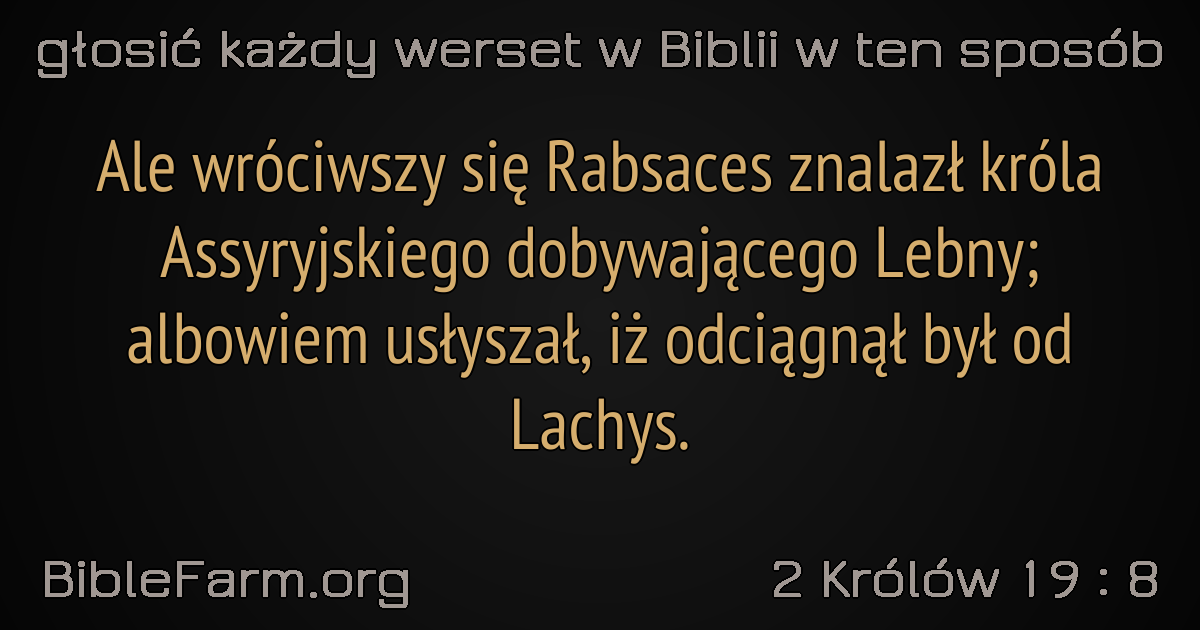 głosić każdy werset w Biblii w ten sposób
Ale wróciwszy się Rabsaces znalazł króla
Assyryjskiego dobywającego Lebny;
albowiem usłyszał, iż odciągnął był od
Lachys.
BibleFarm.org
2 Królów 19 : 8